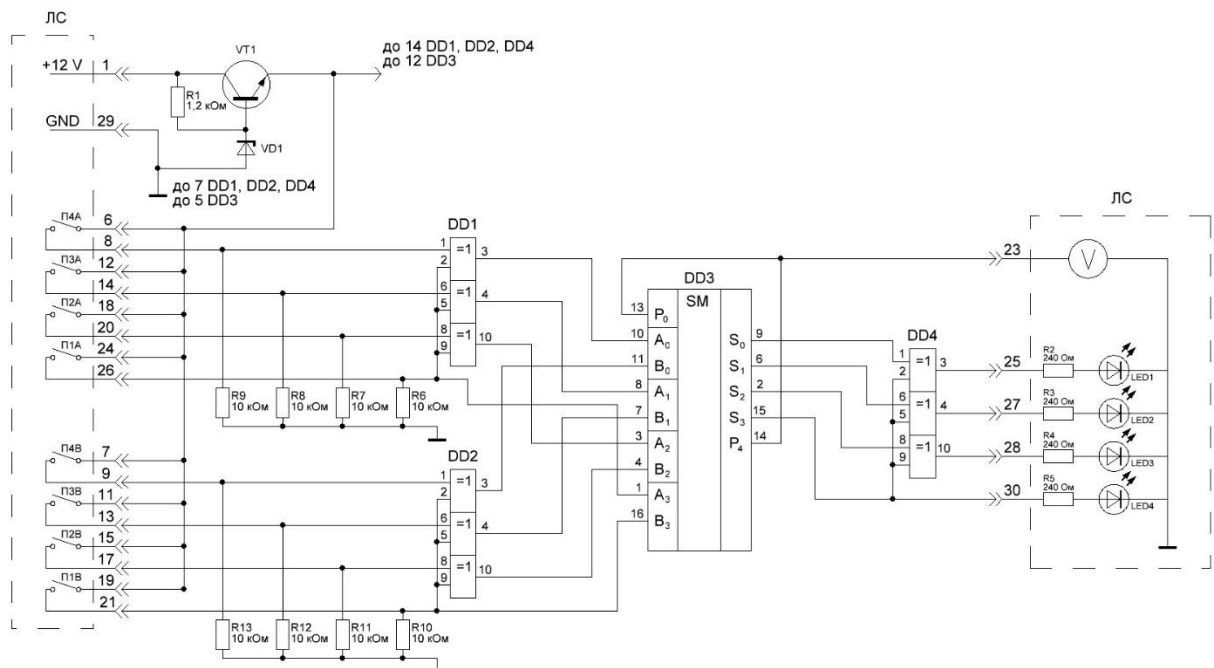 ЛС
+12 V 1
GND 29
R1
1,2 кОм
VT1
VD1
до 14 DD1, DD2, DD4
до 12 DD3
до 7 DD1, DD2, DD4
до 5 DD3
П4А 6
8
П3А 12
14
П2А 18
20
П1А 24
26
П4В 7
9
П3В 11
13
П2В 15
17
П1В 19
21
R9
10 кОм
R8
10 кОм
R7
10 кОм
R6
10 кОм
R13
10 кОм
R12
10 кОм
R11
10 кОм
R10
10 кОм
DD1
1 =1 3
2
6 =1 4
5
8 =1 10
9
DD2
1 =1 3
2
6 =1 4
5
8 =1 10
9
DD3
SM
13 P0
10 A0
11 B0
8 A1
7 B1
3 A2
4 B2
1 A3
16 B3
S0 9
S1 6
S2 2
S3 15
P4 14
DD4
1 =1 3
2
6 =1 4
5
8 =1 10
9
ЛС
23 V
25 R2
240 Ом LED1
27 R3
240 Ом LED2
28 R4
240 Ом LED3
30 R5
240 Ом LED4